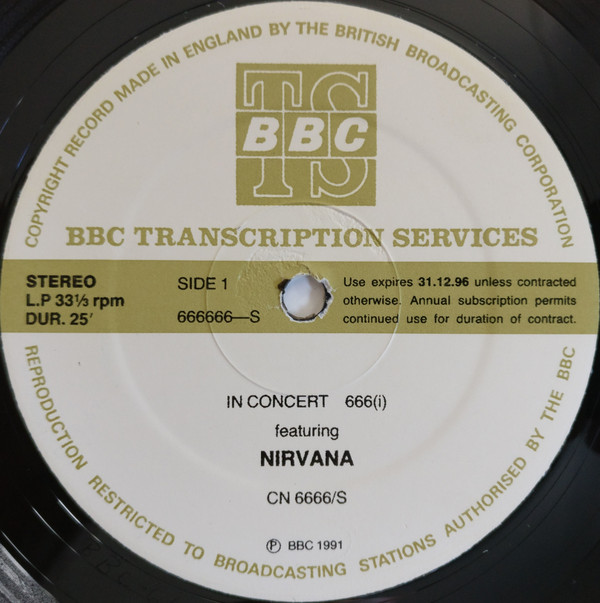 COPYRIGHT RECORD MADE IN ENGLAND BY THE BRITISH BROADCASTING CORPORATION
TS
BBC
BBC TRANSCRIPTION SERVICES
STEREO
L.P 33⅓ rpm
DUR. 25′
SIDE 1
666666—S
Use expires 31.12.96 unless contracted
otherwise. Annual subscription permits
continued use for duration of contract.
IN CONCERT 666(i)
featuring
NIRVANA
CN 6666/S
Ⓟ BBC 1991
REPRODUCTION RESTRICTED TO BROADCASTING STATIONS AUTHORISED BY THE BBC